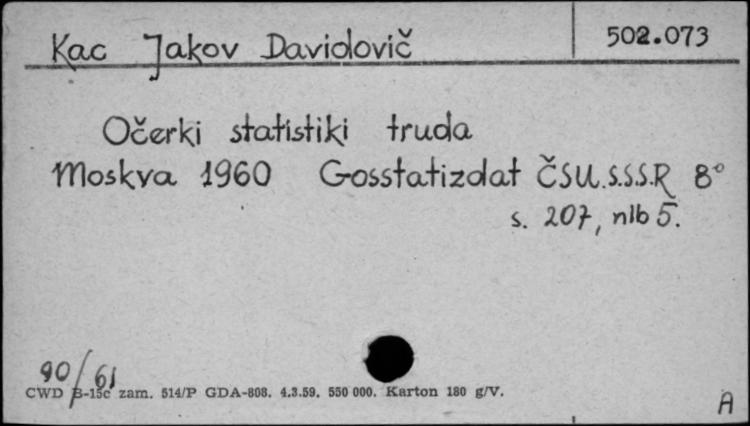 Kac Jakov Davidovič 502.073
Očerki statistiki truda
Moskva 1960 Gosstatizdat ČSU.S.S.S.R 8°
s. 207, nlb 5.
90/61
CWD B-15c zam. 514/P GDA-808. 4.3.59. 550 000. Karton 180 g/V.
A